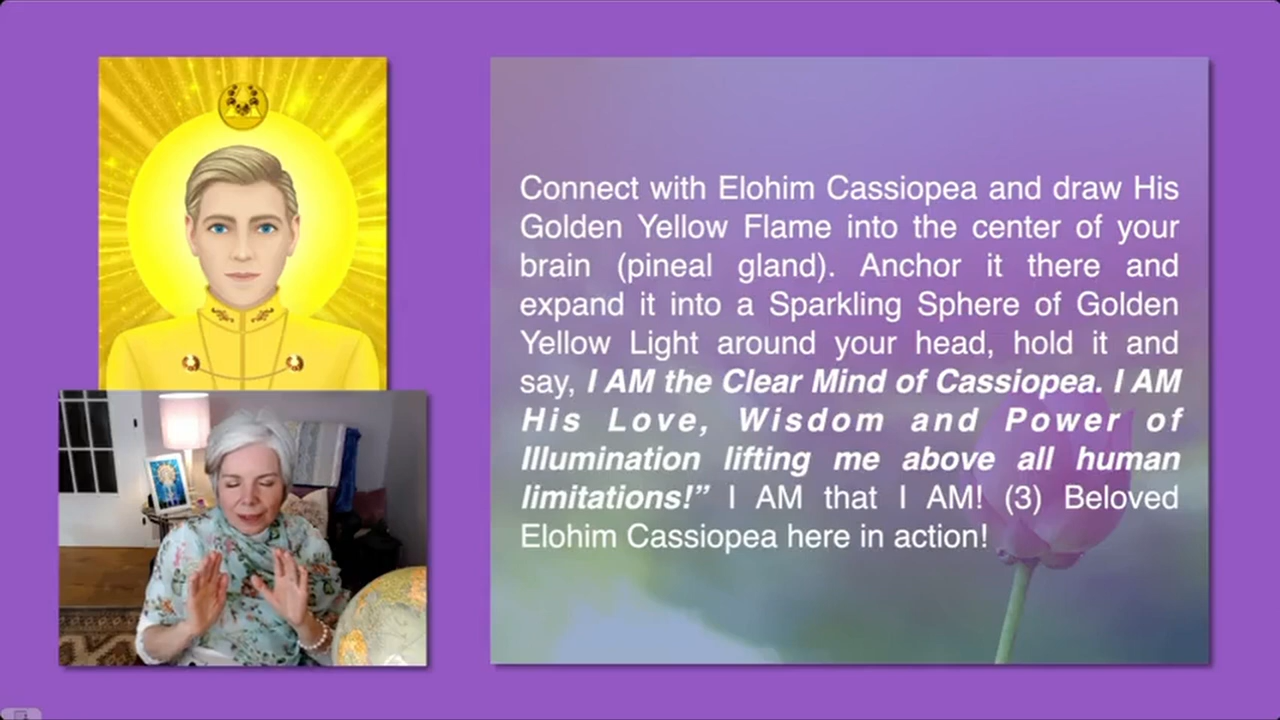 Connect with Elohim Cassiopea and draw His
Golden Yellow Flame into the center of your
brain (pineal gland). Anchor it there and
expand it into a Sparkling Sphere of Golden
Yellow Light around your head, hold it and
say, I AM the Clear Mind of Cassiopea. I AM
His Love, Wisdom and Power of
Illumination lifting me above all human
limitations!” I AM that I AM! (3) Beloved
Elohim Cassiopea here in action!